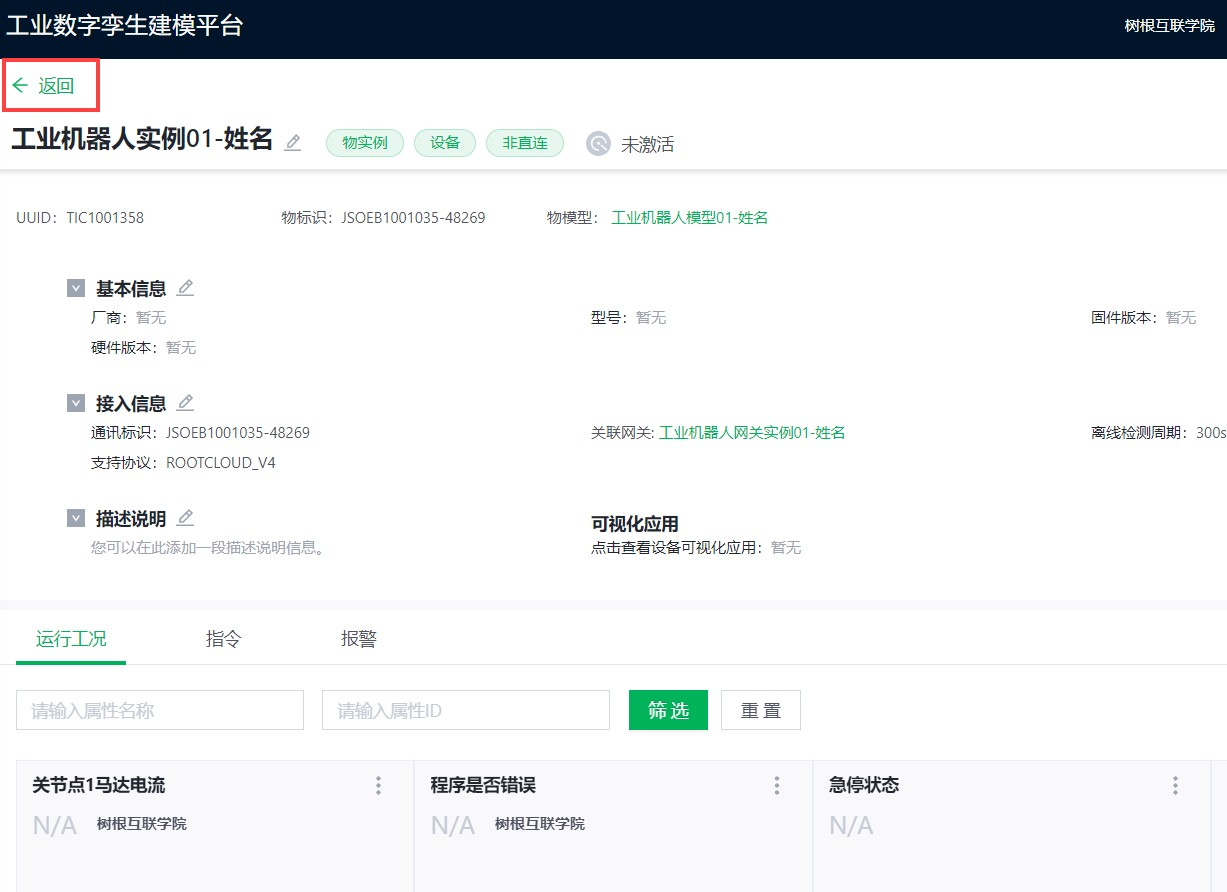 工业数字孪生建模平台 树根互联学院
返回
工业机器人实例01-姓名 物实例 设备 非直连 未激活
UUID： TIC1001358 物标识： JSOEB1001035-48269 物模型： 工业机器人模型01-姓名
基本信息
厂商： 暂无 型号： 暂无 固件版本： 暂无
硬件版本： 暂无
接入信息
通讯标识： JSOEB1001035-48269 关联网关: 工业机器人网关实例01-姓名 离线检测周期： 300s
支持协议： ROOTCLOUD_V4
描述说明 可视化应用
您可以在此添加一段描述说明信息。 点击查看设备可视化应用： 暂无
运行工况 指令 报警
请输入属性名称 请输入属性ID 筛选 重置
关节点1马达电流 程序是否错误 急停状态
N/A 树根互联学院 N/A 树根互联学院 N/A